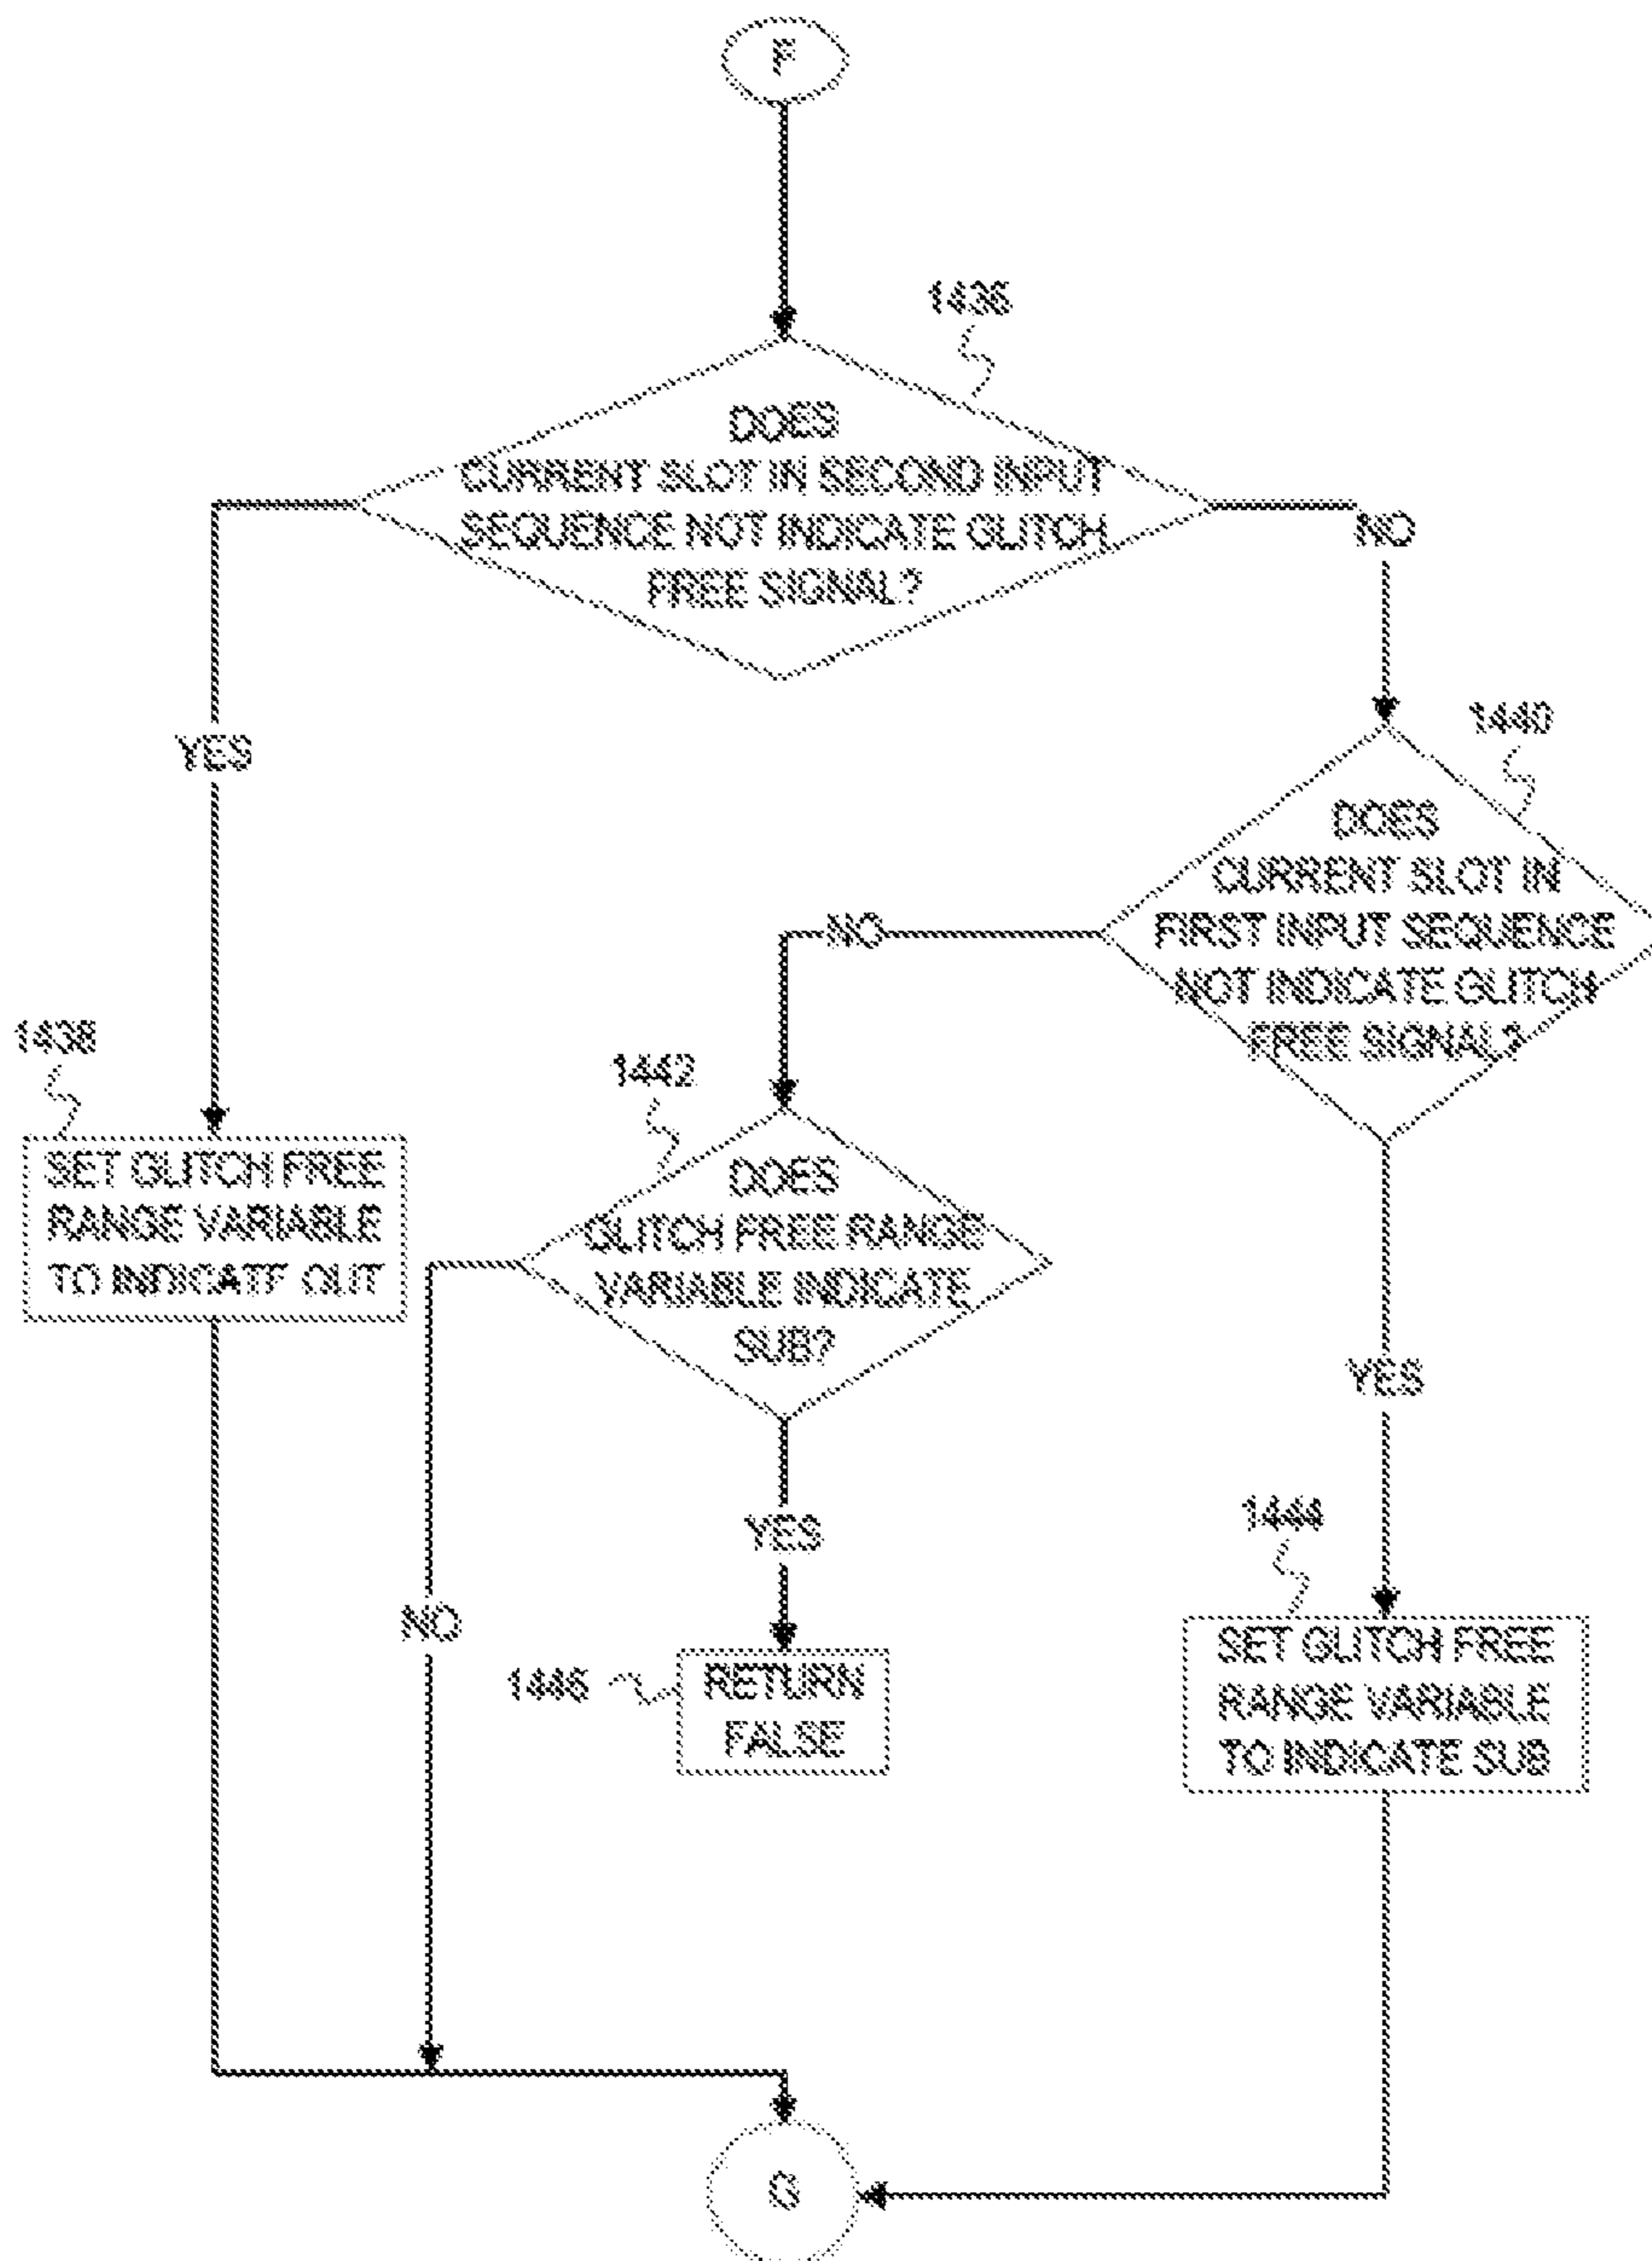 F
1436
DOES
CURRENT SLOT IN SECOND INPUT
SEQUENCE NOT INDICATE GLITCH
FREE SIGNAL?
NO
YES
1440
DOES
CURRENT SLOT IN
FIRST INPUT SEQUENCE
NOT INDICATE GLITCH
FREE SIGNAL?
NO
1438
SET GLITCH FREE
RANGE VARIABLE
TO INDICATE OUT
1442
DOES
GLITCH FREE RANGE
VARIABLE INDICATE
SUB?
YES
YES
NO
1446
RETURN
FALSE
1444
SET GLITCH FREE
RANGE VARIABLE
TO INDICATE SUB
G